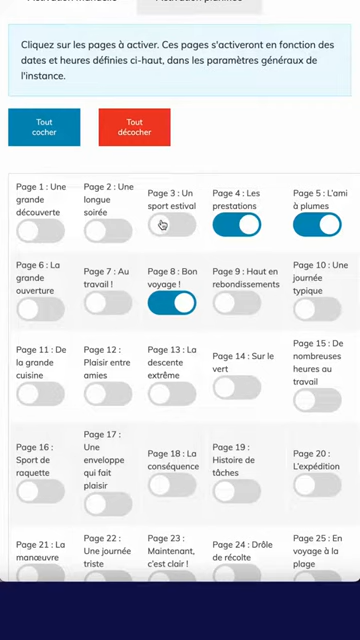 Cliquez sur les pages à activer. Ces pages s'activeront en fonction des
dates et heures définies ci-haut, dans les paramètres généraux de
l'instance.
Tout
cocher
Tout
décocher
Page 1 : Une
grande
découverte
Page 2 : Une
longue
soirée
Page 3 : Un
sport estival
Page 4 : Les
prestations
Page 5 : L'ami
à plumes
Page 6 : La
grande
ouverture
Page 7 : Au
travail !
Page 8 : Bon
voyage !
Page 9 : Haut en
rebondissements
Page 10 : Une
journée
typique
Page 11 : De
la grande
cuisine
Page 12 :
Plaisir entre
amies
Page 13 : La
descente
extrême
Page 14 : Sur le
vert
Page 15 : De
nombreuses
heures au
travail
Page 16 :
Sport de
raquette
Page 17 :
Une
enveloppe
qui fait
plaisir
Page 18 : La
conséquence
Page 19 :
Histoire de
tâches
Page 20 :
L'expédition
Page 21 : La
manœuvre
Page 22 :
Une journée
triste
Page 23 :
Maintenant,
c'est clair !
Page 24 : Drôle
de récolte
Page 25 : En
voyage à la
plage